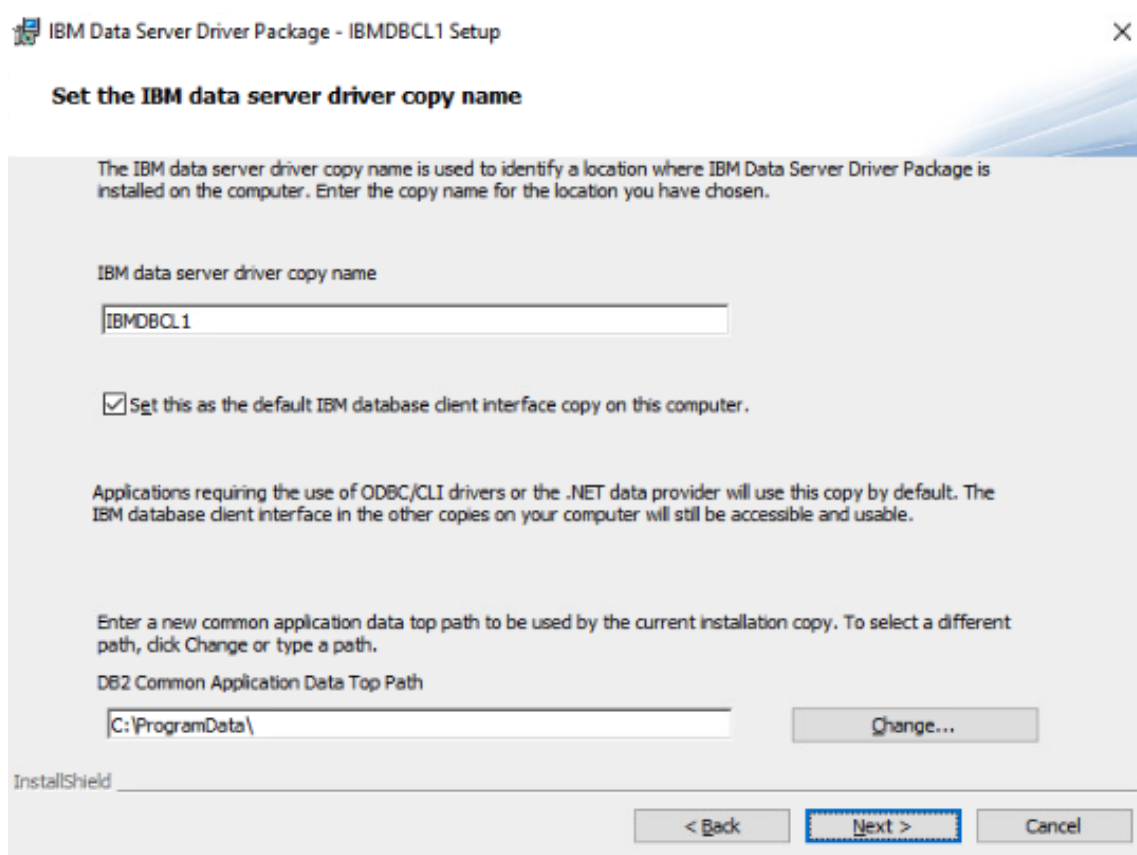 IBM Data Server Driver Package - IBMDBCL1 Setup
Set the IBM data server driver copy name
The IBM data server driver copy name is used to identify a location where IBM Data Server Driver Package is
installed on the computer. Enter the copy name for the location you have chosen.
IBM data server driver copy name
IBMDBCL1
Set this as the default IBM database client interface copy on this computer.
Applications requiring the use of ODBC/CLI drivers or the .NET data provider will use this copy by default. The
IBM database client interface in the other copies on your computer will still be accessible and usable.
Enter a new common application data top path to be used by the current installation copy. To select a different
path, click Change or type a path.
DB2 Common Application Data Top Path
C:\ProgramData\
Change...
InstallShield
< Back
Next >
Cancel